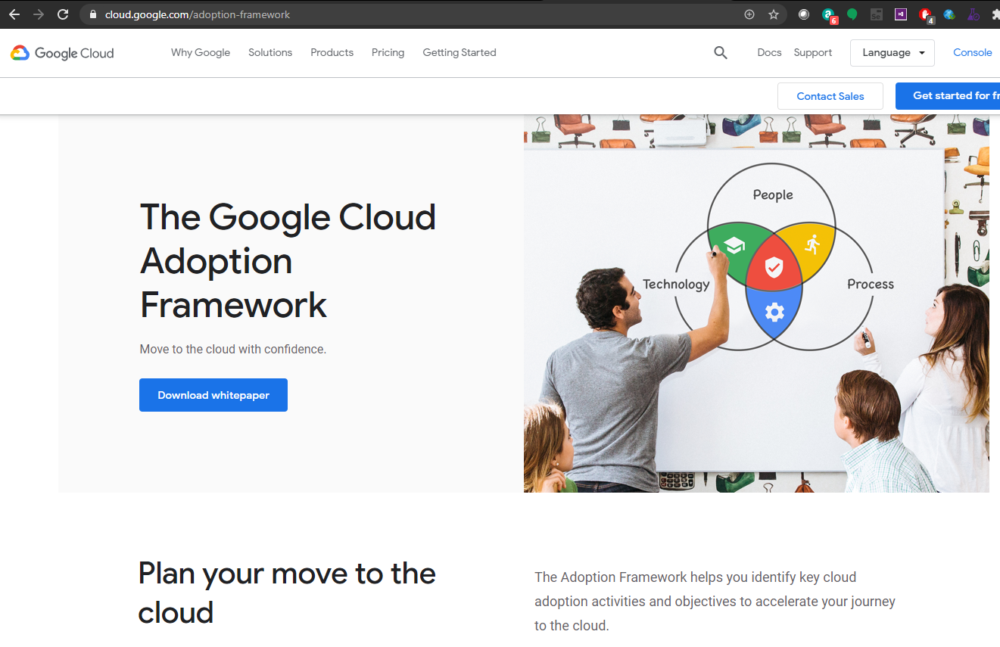 cloud.google.com/adoption-framework
6
4
Google Cloud
Why Google
Solutions
Products
Pricing
Getting Started
Docs
Support
Language
Console
Contact Sales
Get started for fr
The Google Cloud
Adoption
Framework
Move to the cloud with confidence.
Download whitepaper
People
Technology
Process
Plan your move to the
cloud
The Adoption Framework helps you identify key cloud
adoption activities and objectives to accelerate your journey
to the cloud.